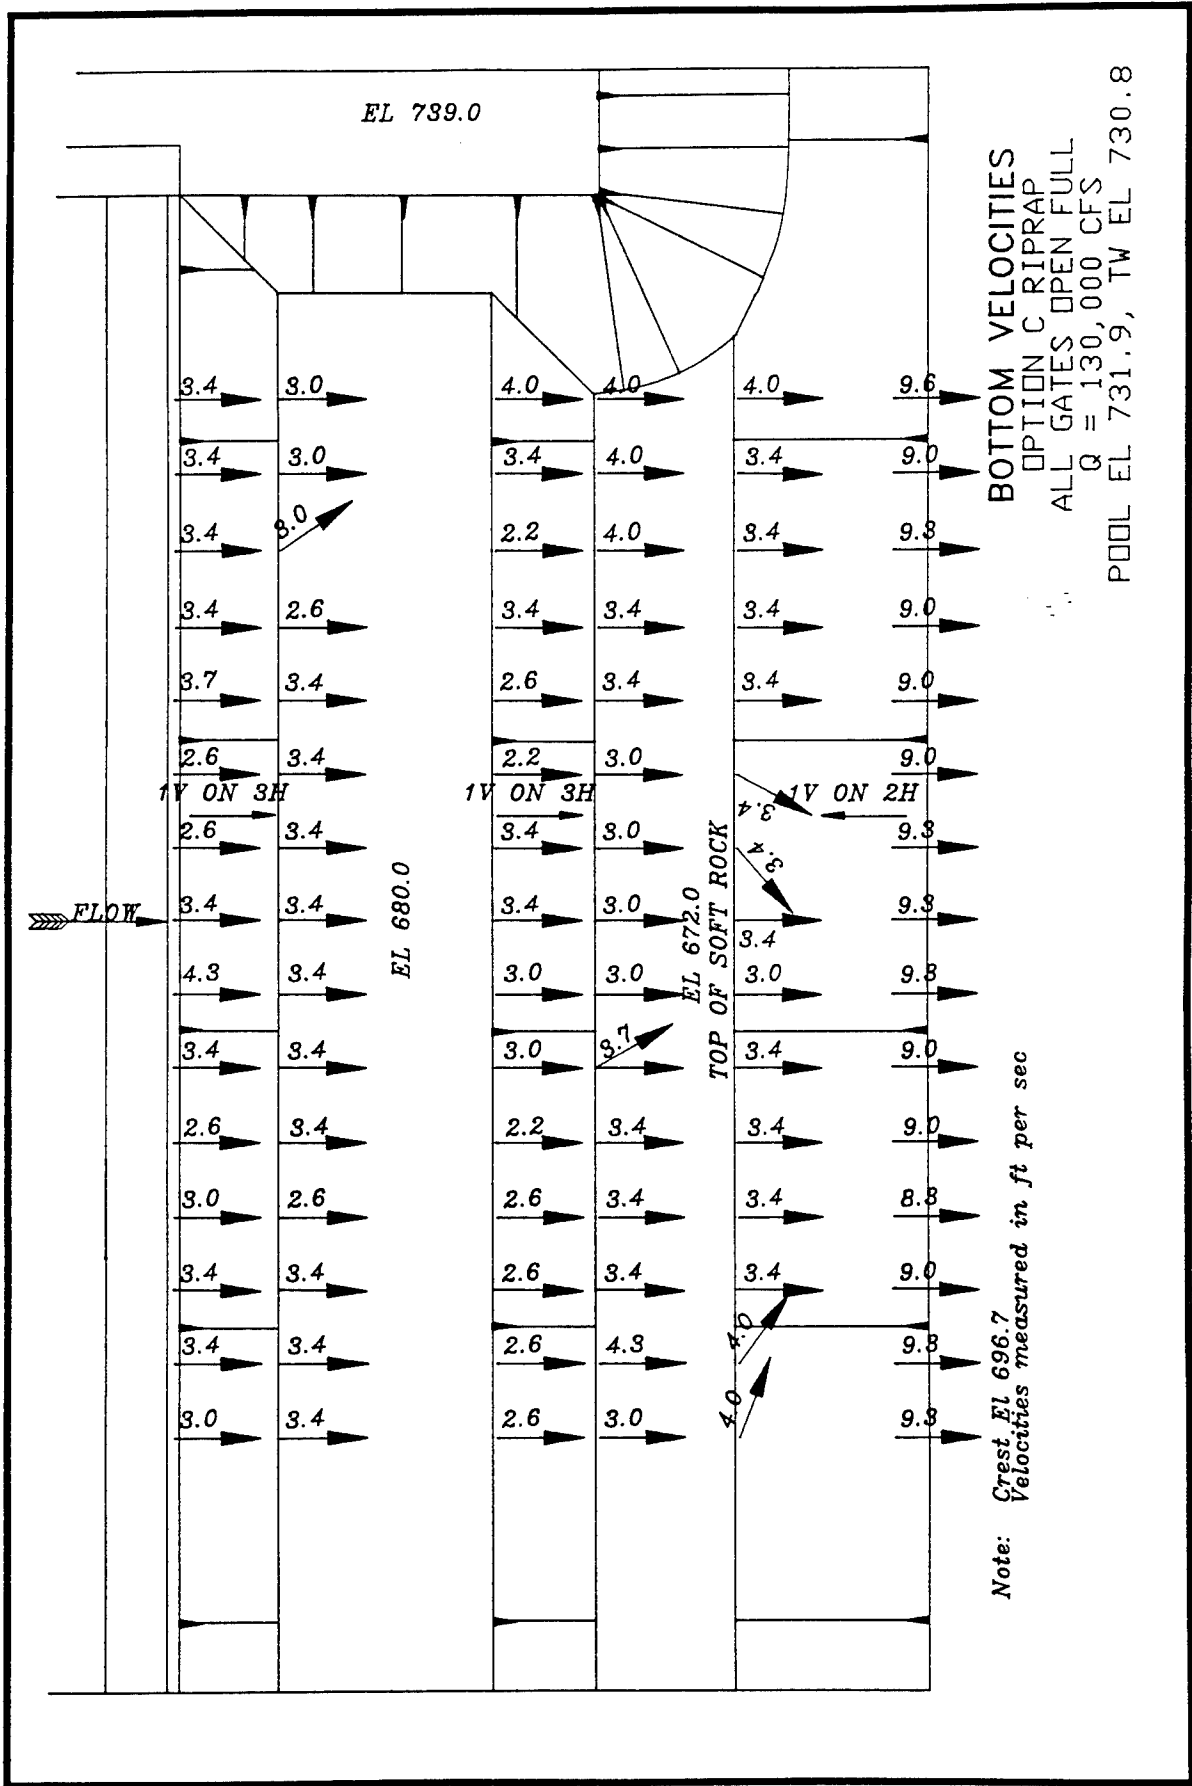 EL 739.0
3.4 3.0 4.0 4.0 4.0 9.6
3.4 3.0 3.4 4.0 3.4 9.0
3.4 3.0 2.2 4.0 3.4 9.3
3.4 2.6 3.4 3.4 3.4 9.0
3.7 3.4 2.6 3.4 3.4 9.0
2.6 3.4 2.2 3.0 3.4 9.0
1V ON 3H 1V ON 3H 1V ON 2H
2.6 3.4 3.4 3.0 3.4 9.3
FLOW 3.4 3.4 3.4 3.0 3.4 9.3
4.3 3.4 3.0 3.0 3.0 9.3
3.4 3.4 3.0 3.7 3.4 9.0
2.6 3.4 2.2 3.4 3.4 9.0
3.0 2.6 2.6 3.4 3.4 8.8
3.4 3.4 2.6 3.4 3.4 9.0
3.4 3.4 2.6 4.3 4.0 9.3
3.0 3.4 2.6 3.0 4.0 9.3
EL 680.0
EL 672.0
TOP OF SOFT ROCK
Note: Crest El 696.7
Velocities measured in ft per sec
BOTTOM VELOCITIES
OPTION C RIPRAP
ALL GATES OPEN FULL
Q = 130,000 CFS
POOL EL 731.9, TW EL 730.8